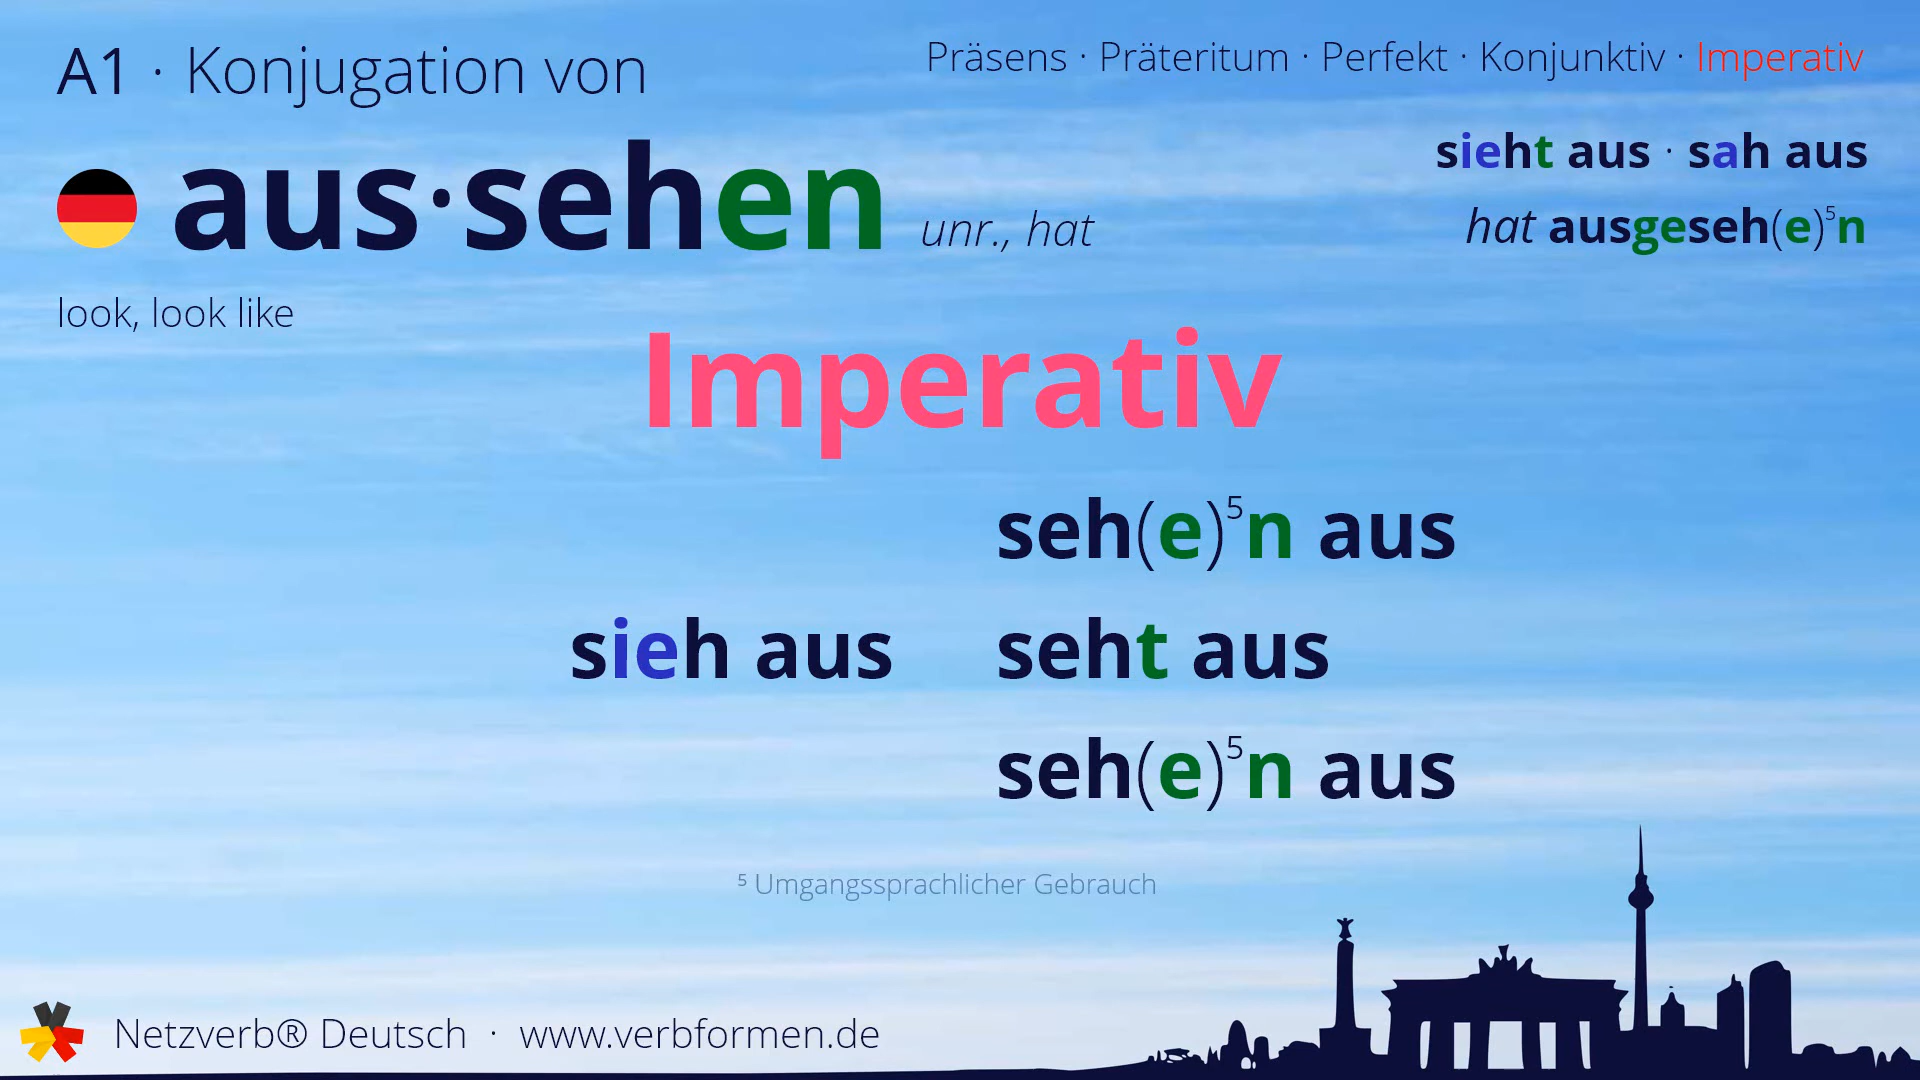 A1 · Konjugation von
Präsens · Präteritum · Perfekt · Konjunktiv · Imperativ
aus·sehen unr., hat
sieht aus · sah aus
hat ausgeseh(e)⁵n
look, look like
Imperativ
seh(e)⁵n aus
sieh aus seht aus
seh(e)⁵n aus
⁵ Umgangssprachlicher Gebrauch
Netzverb® Deutsch · www.verbformen.de